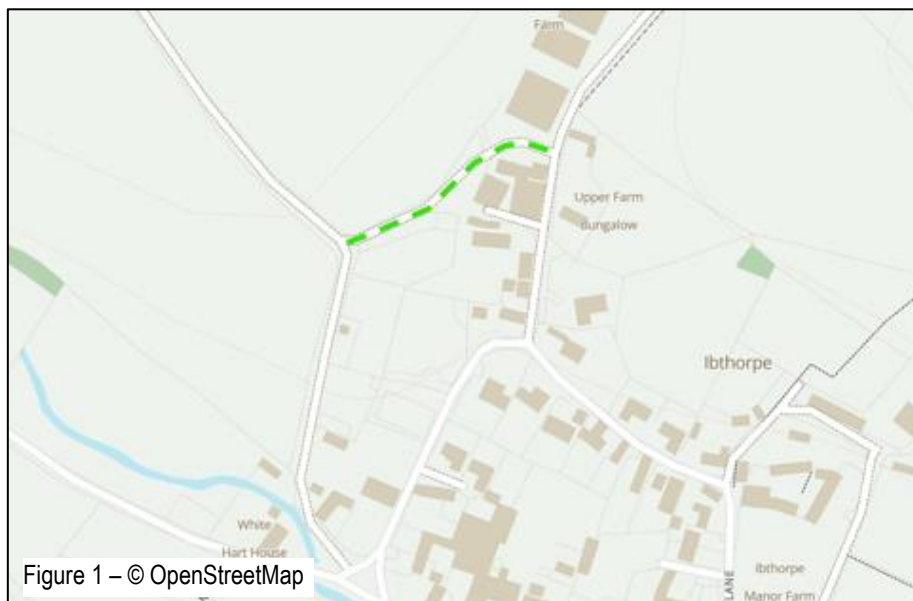 Farm
Upper Farm
Bungalow
Ibthorpe
White
Hart House
LANE
Ibthorpe
Manor Farm
Figure 1 – © OpenStreetMap